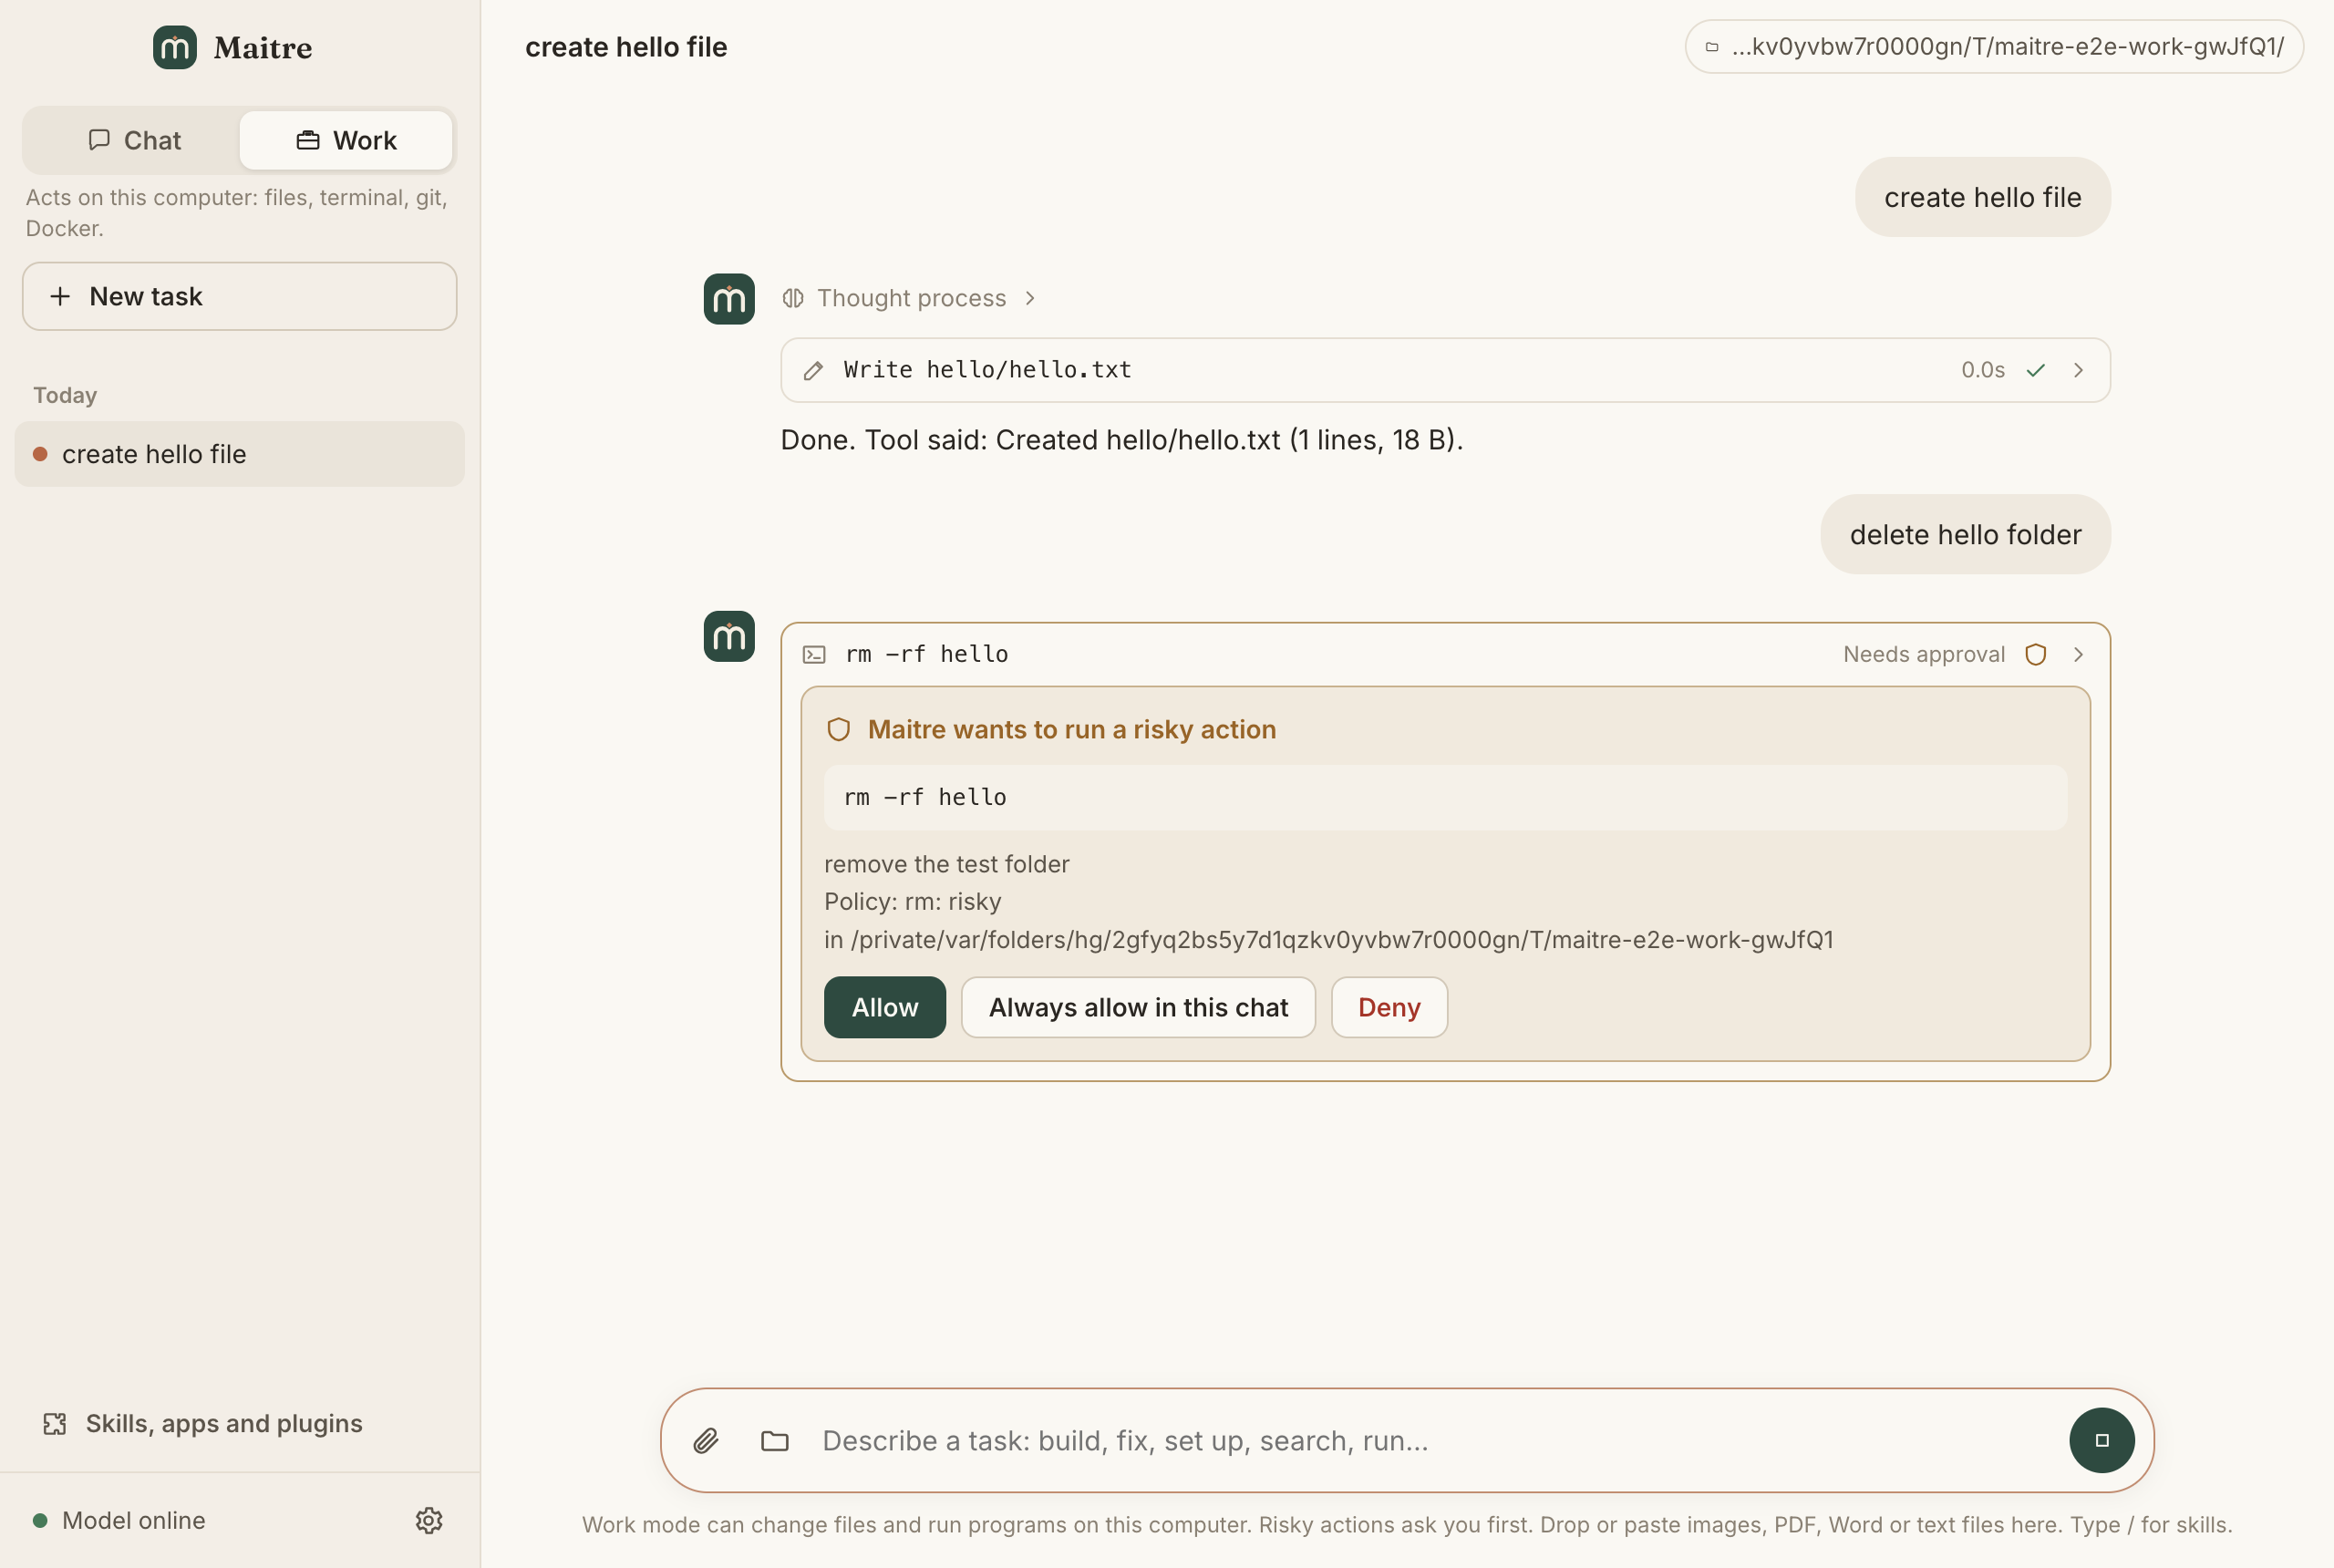 Maitre
Chat
Work
Acts on this computer: files, terminal, git,
Docker.
New task
Today
create hello file
Skills, apps and plugins
Model online
create hello file
...kv0yvbw7r0000gn/T/maitre-e2e-work-gwJfQ1/
create hello file
Thought process
Write hello/hello.txt
0.0s
Done. Tool said: Created hello/hello.txt (1 lines, 18 B).
delete hello folder
rm -rf hello
Needs approval
Maitre wants to run a risky action
rm -rf hello
remove the test folder
Policy: rm: risky
in /private/var/folders/hg/2gfyq2bs5y7d1qzkv0yvbw7r0000gn/T/maitre-e2e-work-gwJfQ1
Allow
Always allow in this chat
Deny
Describe a task: build, fix, set up, search, run...
Work mode can change files and run programs on this computer. Risky actions ask you first. Drop or paste images, PDF, Word or text files here. Type / for skills.